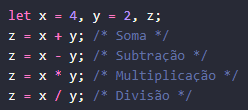 let x = 4, y = 2, z;
z = x + y; /* Soma */
z = x - y; /* Subtração */
z = x * y; /* Multiplicação */
z = x / y; /* Divisão */